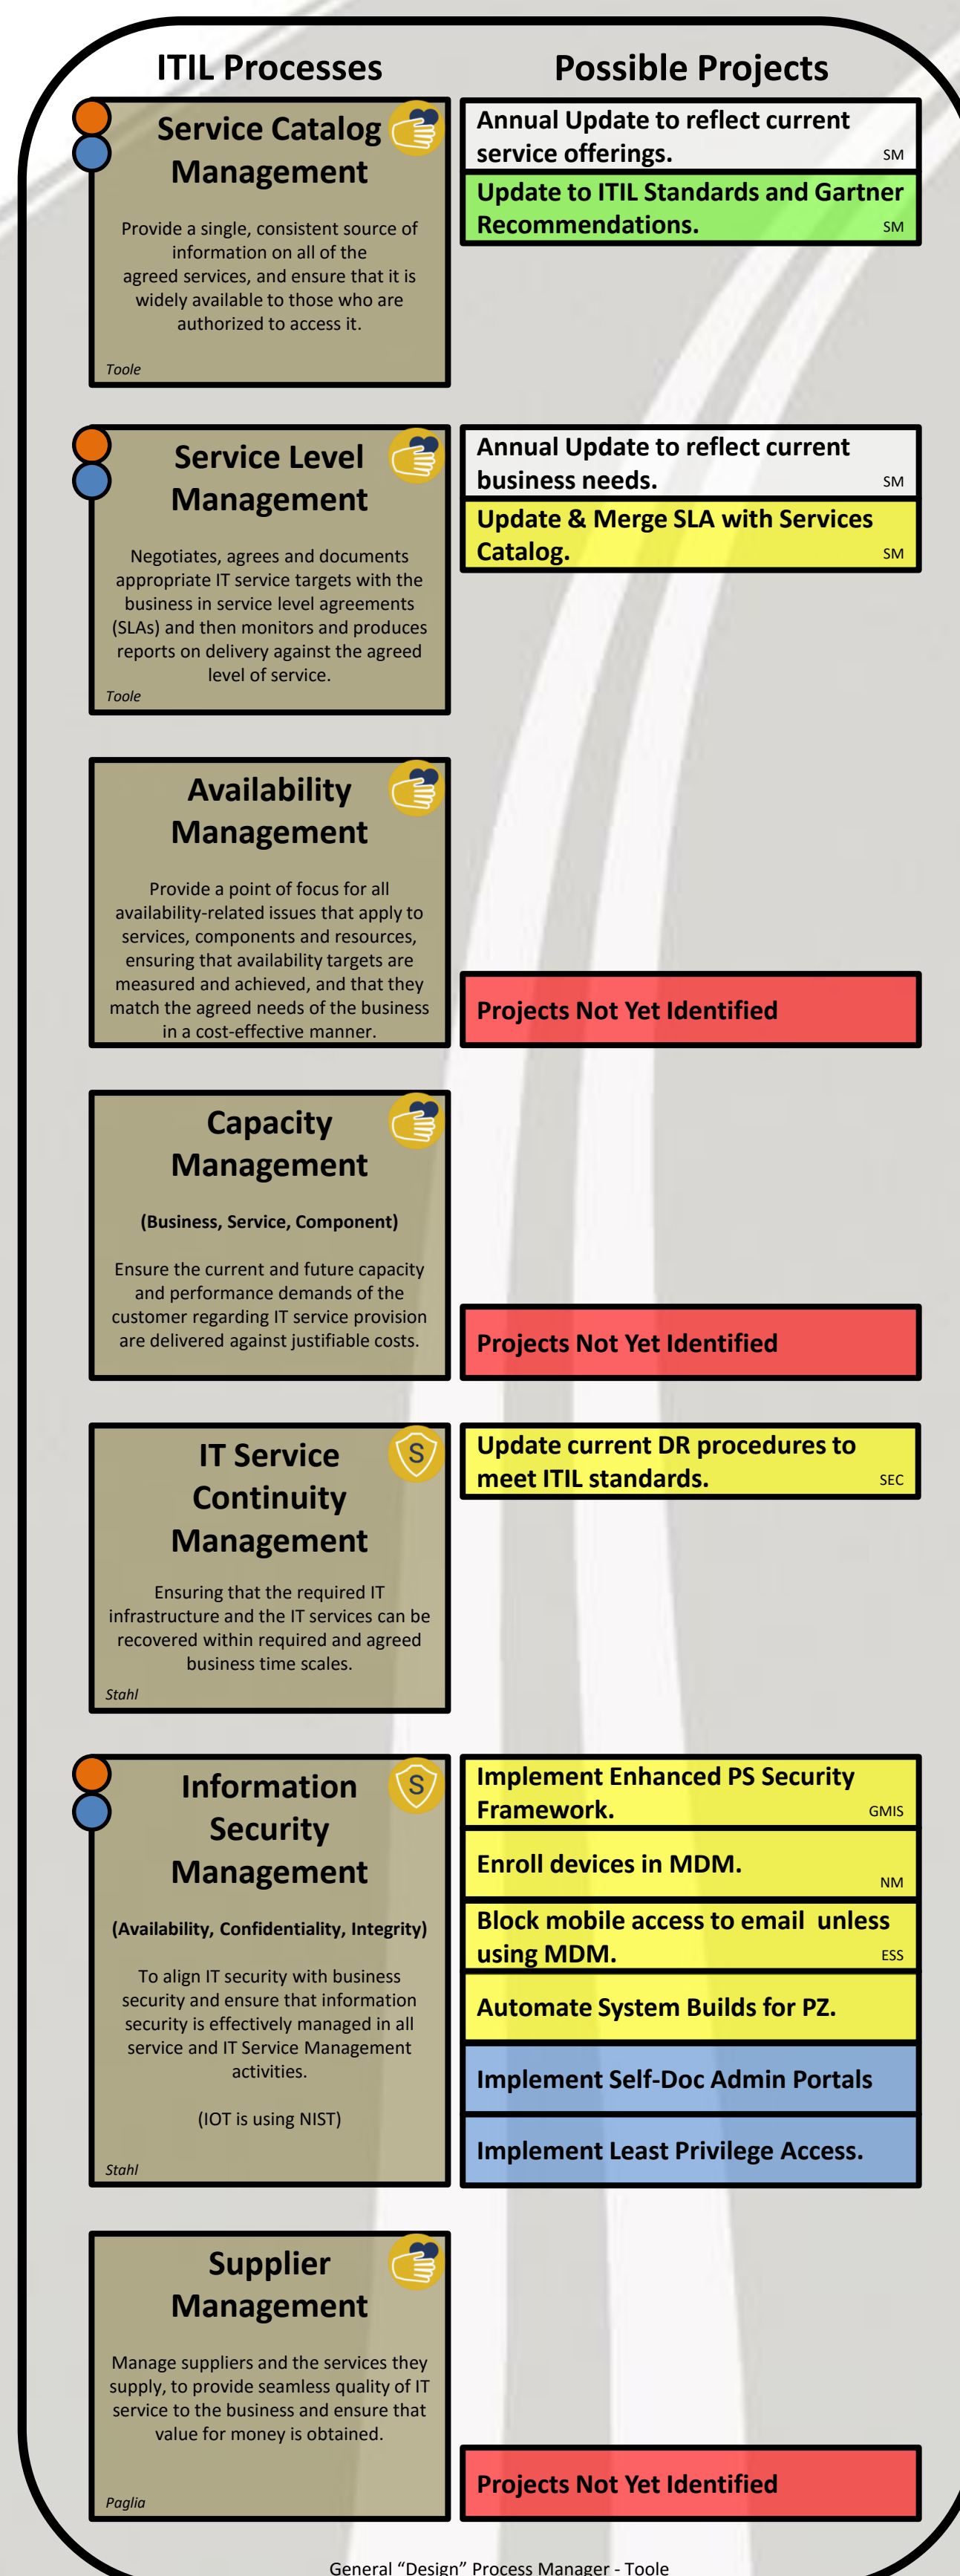 ITIL Processes
Possible Projects
Service Catalog
Management
Provide a single, consistent source of
information on all of the
agreed services, and ensure that it is
widely available to those who are
authorized to access it.
Toole
Annual Update to reflect current
service offerings.
SM
Update to ITIL Standards and Gartner
Recommendations.
SM
Service Level
Management
Negotiates, agrees and documents
appropriate IT service targets with the
business in service level agreements
(SLAs) and then monitors and produces
reports on delivery against the agreed
level of service.
Toole
Annual Update to reflect current
business needs.
SM
Update & Merge SLA with Services
Catalog.
SM
Availability
Management
Provide a point of focus for all
availability-related issues that apply to
services, components and resources,
ensuring that availability targets are
measured and achieved, and that they
match the agreed needs of the business
in a cost-effective manner.
Projects Not Yet Identified
Capacity
Management
(Business, Service, Component)
Ensure the current and future capacity
and performance demands of the
customer regarding IT service provision
are delivered against justifiable costs.
Projects Not Yet Identified
IT Service
Continuity
Management
Ensuring that the required IT
infrastructure and the IT services can be
recovered within required and agreed
business time scales.
Stahl
S
Update current DR procedures to
meet ITIL standards.
SEC
Information
Security
Management
(Availability, Confidentiality, Integrity)
To align IT security with business
security and ensure that information
security is effectively managed in all
service and IT Service Management
activities.
(IOT is using NIST)
Stahl
S
Implement Enhanced PS Security
Framework.
GMIS
Enroll devices in MDM.
NM
Block mobile access to email  unless
using MDM.
ESS
Automate System Builds for PZ.
Implement Self-Doc Admin Portals
Implement Least Privilege Access.
Supplier
Management
Manage suppliers and the services they
supply, to provide seamless quality of IT
service to the business and ensure that
value for money is obtained.
Paglia
Projects Not Yet Identified
General “Design” Process Manager - Toole